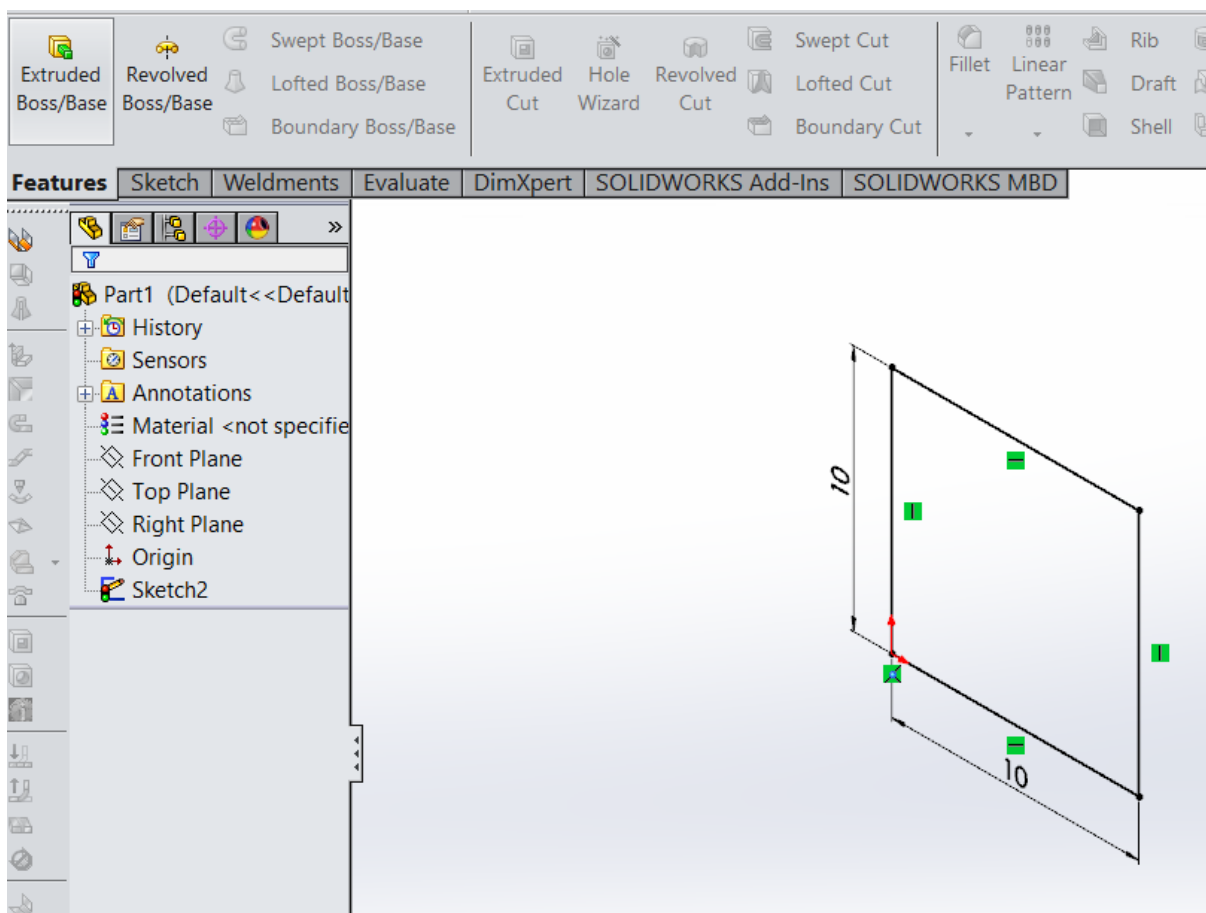 Extruded
Boss/Base
Revolved
Boss/Base
Swept Boss/Base
Lofted Boss/Base
Boundary Boss/Base
Extruded
Cut
Hole
Wizard
Revolved
Cut
Swept Cut
Lofted Cut
Boundary Cut
Fillet
Linear
Pattern
Rib
Draft
Shell
Features
Sketch
Weldments
Evaluate
DimXpert
SOLIDWORKS Add-Ins
SOLIDWORKS MBD
»
Part1 (Default<<Default
History
Sensors
A Annotations
Material <not specifie
Front Plane
Top Plane
Right Plane
Origin
Sketch2
10
10